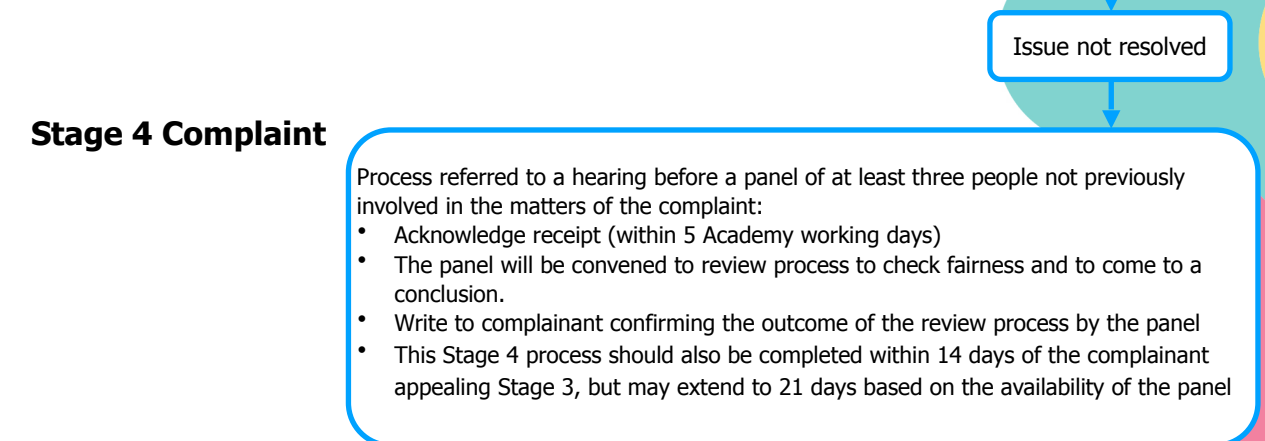 Issue not resolved
Stage 4 Complaint
Process referred to a hearing before a panel of at least three people not previously
involved in the matters of the complaint:
• Acknowledge receipt (within 5 Academy working days)
• The panel will be convened to review process to check fairness and to come to a
conclusion.
• Write to complainant confirming the outcome of the review process by the panel
• This Stage 4 process should also be completed within 14 days of the complainant
appealing Stage 3, but may extend to 21 days based on the availability of the panel